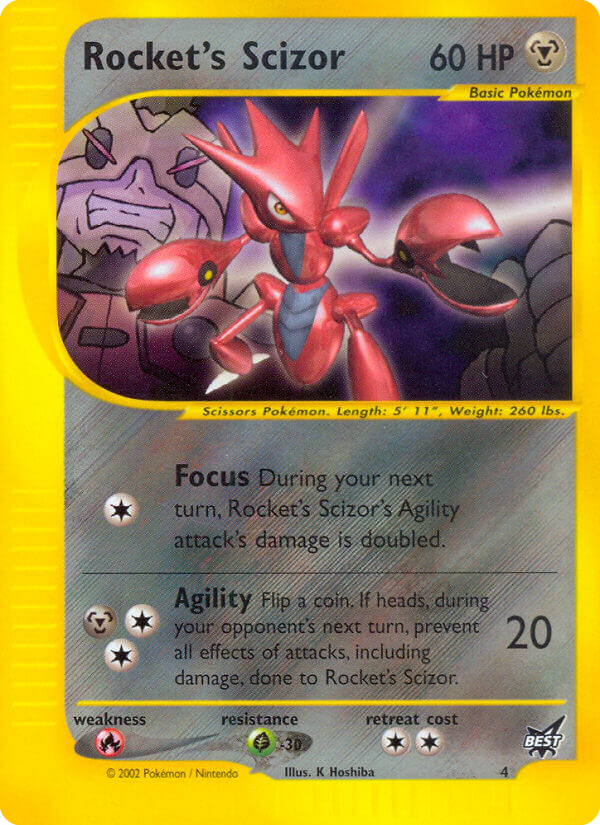 Rocket's Scizor 60 HP
Basic Pokémon
Scissors Pokémon. Length: 5' 11", Weight: 260 lbs.
Focus During your next
turn, Rocket's Scizor's Agility
attack's damage is doubled.
Agility Flip a coin. If heads, during
your opponent's next turn, prevent
all effects of attacks, including
damage, done to Rocket's Scizor.
20
weakness resistance retreat cost
-30
BEST
© 2002 Pokémon / Nintendo Illus. K Hoshiba 4